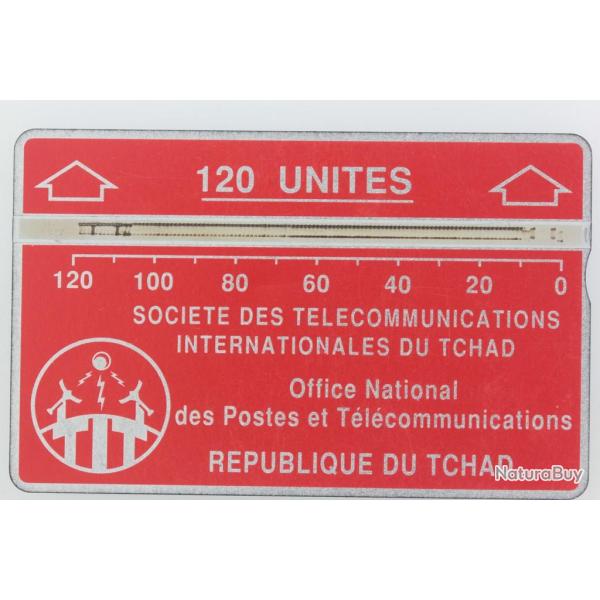 120 UNITES
120 100 80 60 40 20 0
SOCIETE DES TELECOMMUNICATIONS
INTERNATIONALES DU TCHAD
Office National
des Postes et Télécommunications
REPUBLIQUE DU TCHAD
TIT
NaturaBuy